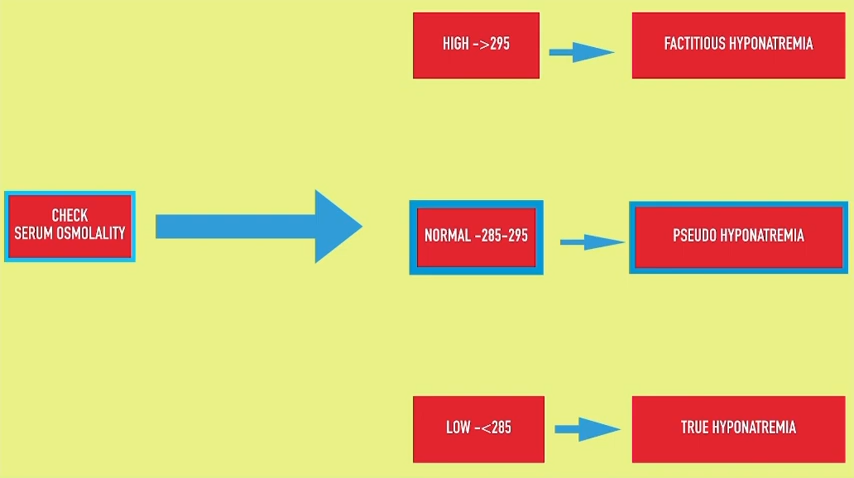 HIGH ->295
FACTITIOUS HYPONATREMIA
CHECK
SERUM OSMOLALITY
NORMAL -285-295
PSEUDO HYPONATREMIA
LOW -<285
TRUE HYPONATREMIA